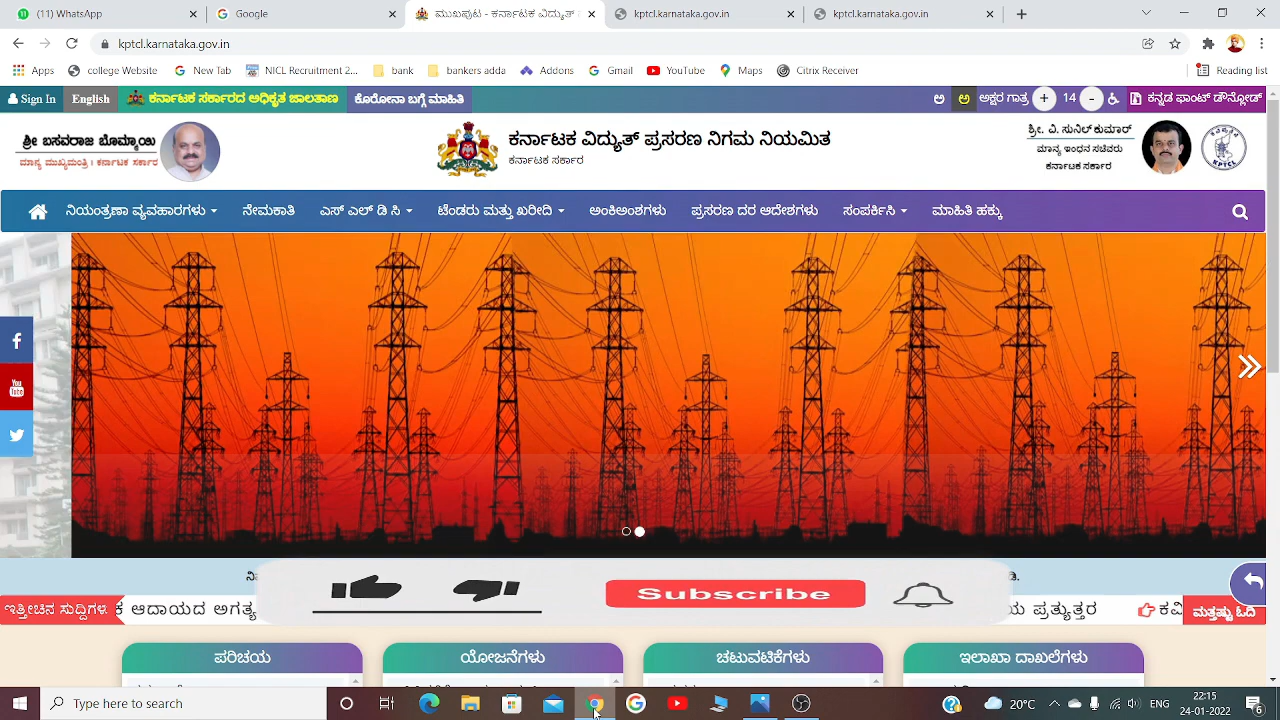 (11) WhatsApp
Google
ಮುಖಪುಟ - ಕರ್ನಾಟಕ ವಿದ್ಯುತ್
kptcl.karnataka.gov.in
kptcl.karnataka.gov.in
kptcl.karnataka.gov.in
Apps
college Website
New Tab
NICL Recruitment 2...
bank
bankers adda
Addons
Gmail
YouTube
Maps
Citrix Receiver
Reading list
Sign In
English
ಕರ್ನಾಟಕ ಸರ್ಕಾರದ ಅಧಿಕೃತ ಜಾಲತಾಣ
ಕೊರೋನಾ ಬಗ್ಗೆ ಮಾಹಿತಿ
ಅ
ಅ
ಅಕ್ಷರ ಗಾತ್ರ + 14 -
ಕನ್ನಡ ಫಾಂಟ್ ಡೌನ್ಲೋಡ್
ಶ್ರೀ ಬಸವರಾಜ ಬೊಮ್ಮಾಯಿ
ಮಾನ್ಯ ಮುಖ್ಯಮಂತ್ರಿ । ಕರ್ನಾಟಕ ಸರ್ಕಾರ
ಕರ್ನಾಟಕ ವಿದ್ಯುತ್ ಪ್ರಸರಣ ನಿಗಮ ನಿಯಮಿತ
ಕರ್ನಾಟಕ ಸರ್ಕಾರ
ಶ್ರೀ. ವಿ. ಸುನಿಲ್ ಕುಮಾರ್
ಮಾನ್ಯ ಇಂಧನ ಸಚಿವರು
ಕರ್ನಾಟಕ ಸರ್ಕಾರ
KPTCL
ನಿಯಂತ್ರಣಾ ವ್ಯವಹಾರಗಳು
ನೇಮಕಾತಿ
ಎಸ್ ಎಲ್ ಡಿ ಸಿ
ಟೆಂಡರು ಮತ್ತು ಖರೀದಿ
ಅಂಕಿಅಂಶಗಳು
ಪ್ರಸರಣ ದರ ಆದೇಶಗಳು
ಸಂಪರ್ಕಿಸಿ
ಮಾಹಿತಿ ಹಕ್ಕು
You Tube
Subscribe
ಇತ್ತೀಚಿನ ಸುದ್ದಿಗಳು
ಕ ಆದಾಯದ ಅಗತ್ಯ
ಯ ಪ್ರತ್ಯುತ್ತರ
ಕವಿ
ಮತ್ತಷ್ಟು ಓದಿ
ಪರಿಚಯ
ಯೋಜನೆಗಳು
ಚಟುವಟಿಕೆಗಳು
ಇಲಾಖಾ ದಾಖಲೆಗಳು
Type here to search
20°C
ENG
22:15
24-01-2022